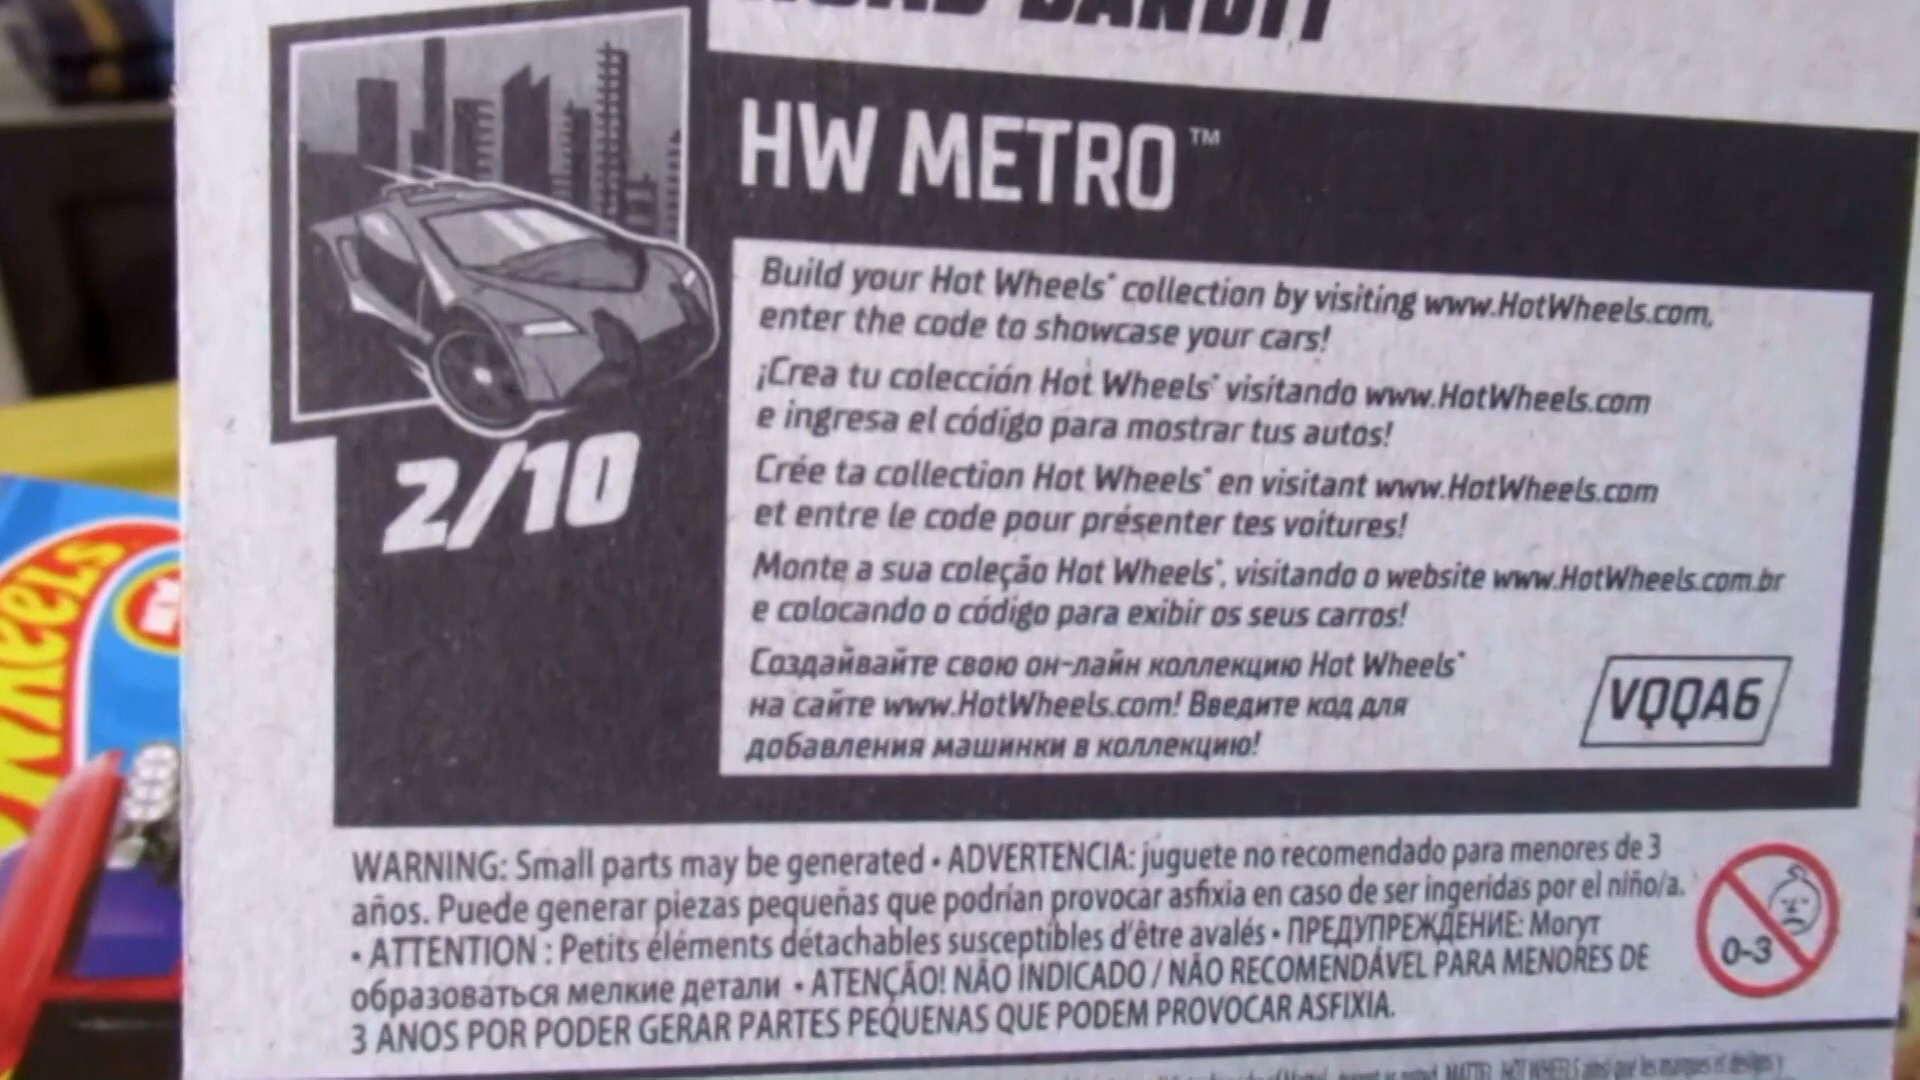 ROAD BANDIT
HW METRO™
2/10
Build your Hot Wheels® collection by visiting www.HotWheels.com,
enter the code to showcase your cars!
¡Crea tu colección Hot Wheels® visitando www.HotWheels.com
e ingresa el código para mostrar tus autos!
Crée ta collection Hot Wheels® en visitant www.HotWheels.com
et entre le code pour présenter tes voitures!
Monte a sua coleção Hot Wheels®, visitando o website www.HotWheels.com.br
e colocando o código para exibir os seus carros!
Создайвайте свою он-лайн коллекцию Hot Wheels®
на сайте www.HotWheels.com! Введите код для
добавления машинки в коллекцию!
VQQA6
WARNING: Small parts may be generated • ADVERTENCIA: juguete no recomendado para menores de 3
años. Puede generar piezas pequeñas que podrían provocar asfixia en caso de ser ingeridas por el niño/a.
• ATTENTION : Petits éléments détachables susceptibles d'être avalés • ПРЕДУПРЕЖДЕНИЕ: Могут
образоваться мелкие детали • ATENÇÃO! NÃO INDICADO / NÃO RECOMENDÁVEL PARA MENORES DE
3 ANOS POR PODER GERAR PARTES PEQUENAS QUE PODEM PROVOCAR ASFIXIA.
0-3
Wheels
MATTEL, HOT WHEELS